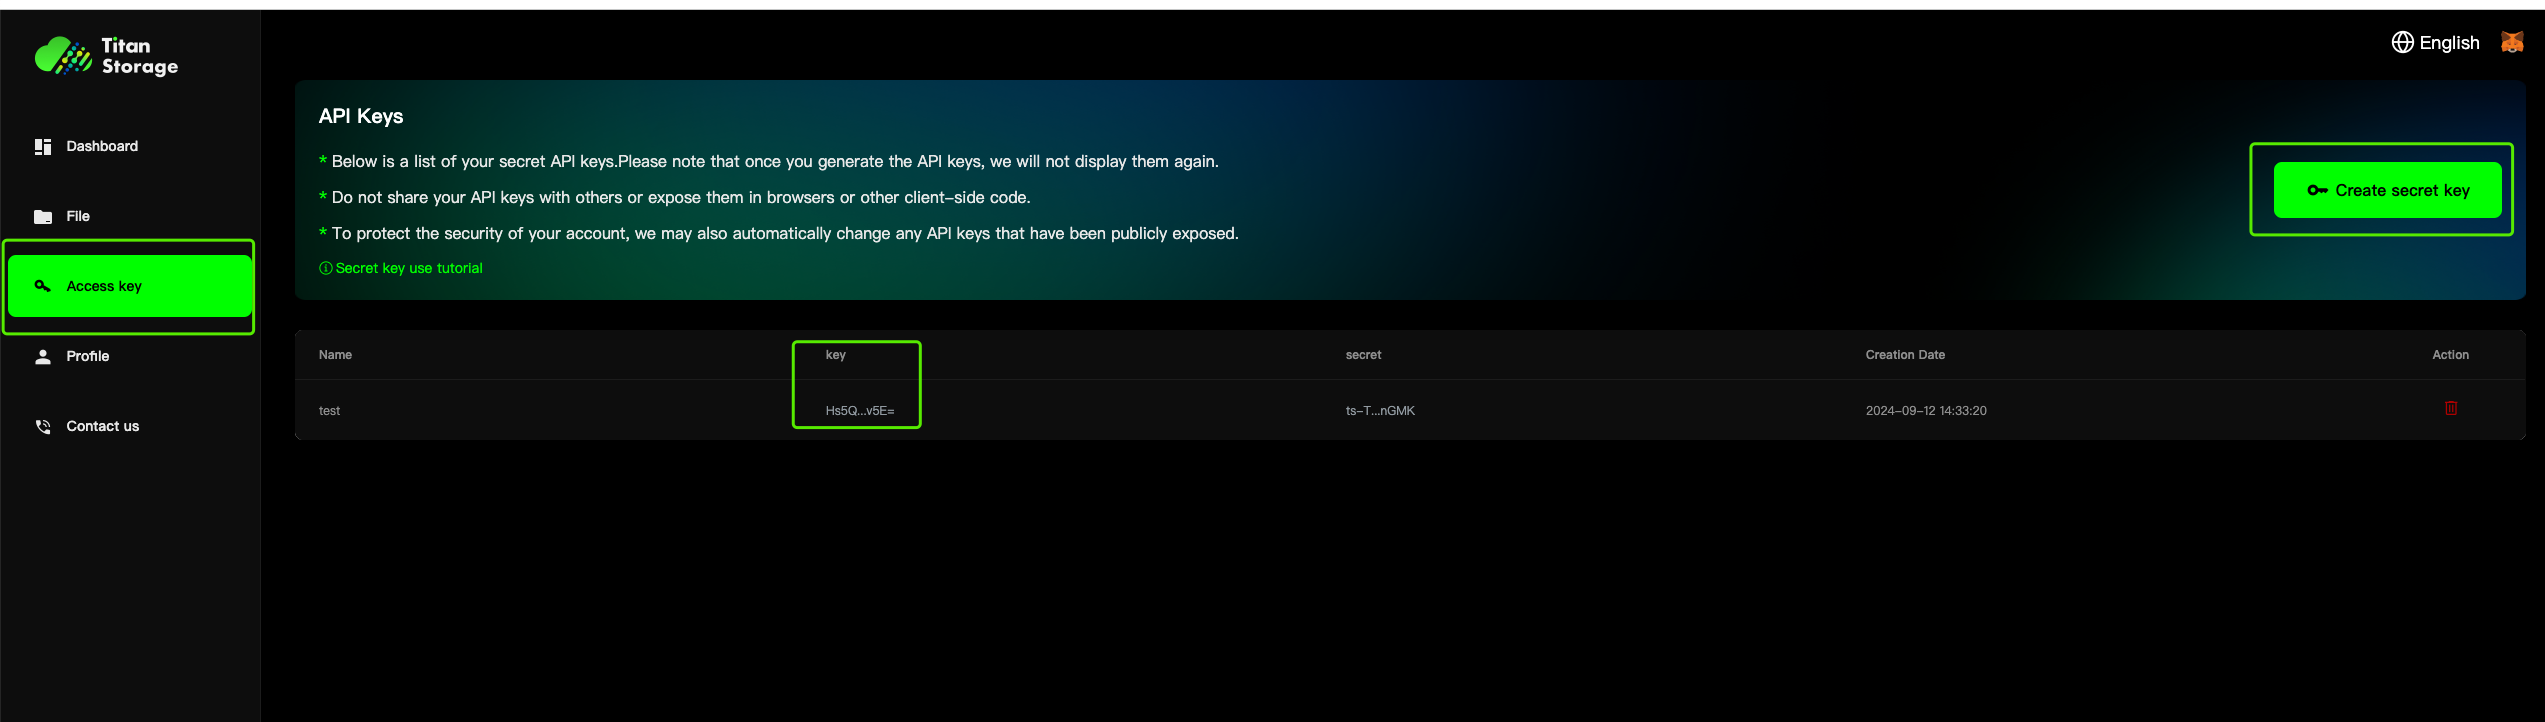 Titan
Storage
English
Dashboard
File
Access key
Profile
Contact us
API Keys
* Below is a list of your secret API keys.Please note that once you generate the API keys, we will not display them again.
* Do not share your API keys with others or expose them in browsers or other client-side code.
* To protect the security of your account, we may also automatically change any API keys that have been publicly exposed.
Secret key use tutorial
Create secret key
Name key secret Creation Date Action
test Hs5Q...v5E= ts-T...nGMK 2024-09-12 14:33:20